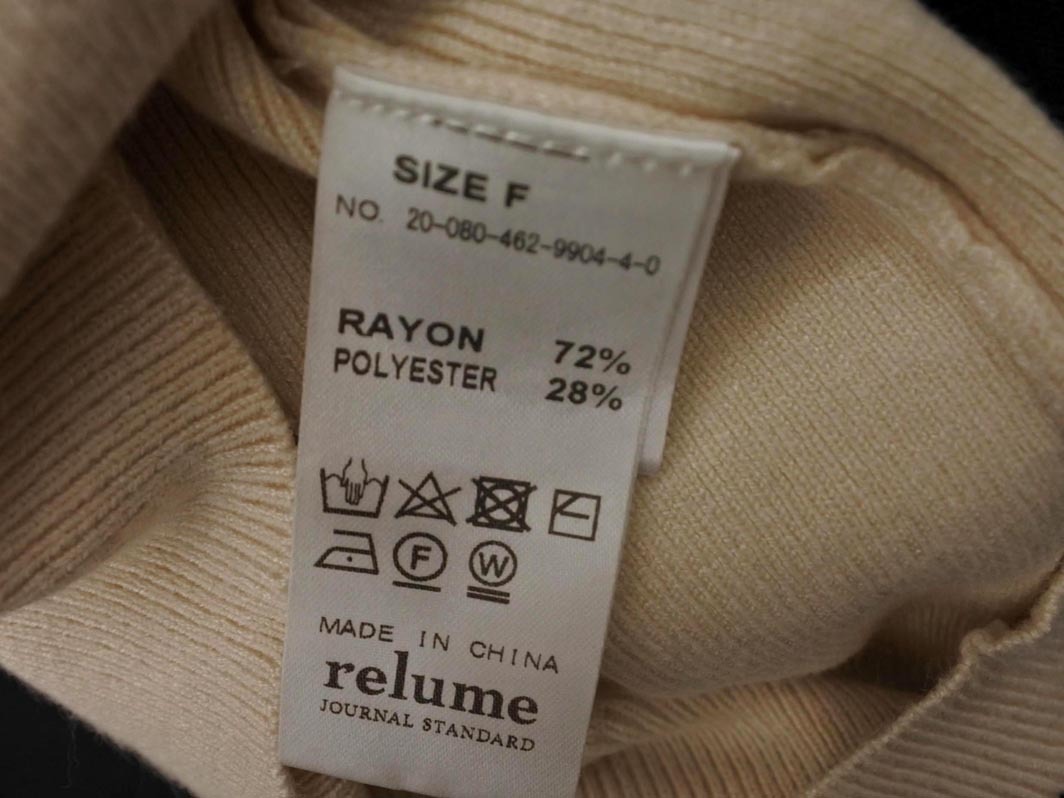 SIZE F
NO. 20-080-462-9904-4-0
RAYON 72%
POLYESTER 28%
F W
MADE IN CHINA
relume
JOURNAL STANDARD